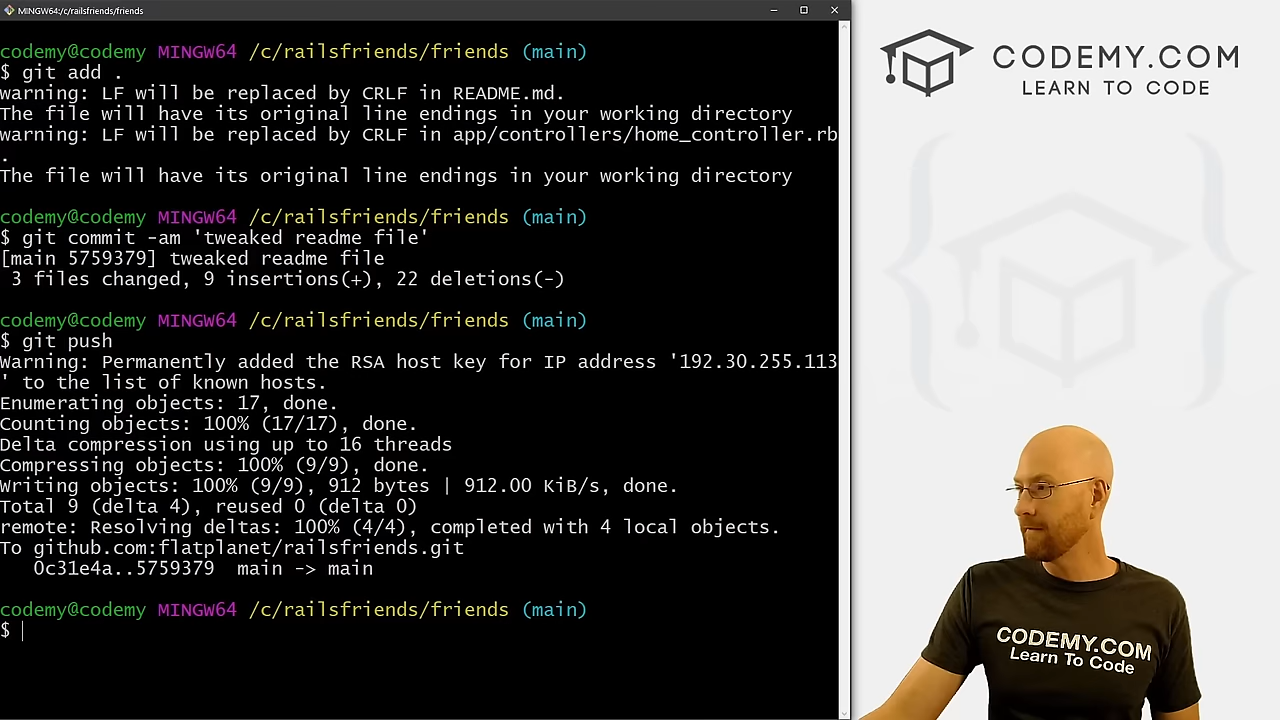 MINGW64:/c/railsfriends/friends
codemy@codemy MINGW64 /c/railsfriends/friends (main)
$ git add .
warning: LF will be replaced by CRLF in README.md.
The file will have its original line endings in your working directory
warning: LF will be replaced by CRLF in app/controllers/home_controller.rb
.
The file will have its original line endings in your working directory
codemy@codemy MINGW64 /c/railsfriends/friends (main)
$ git commit -am 'tweaked readme file'
[main 5759379] tweaked readme file
3 files changed, 9 insertions(+), 22 deletions(-)
codemy@codemy MINGW64 /c/railsfriends/friends (main)
$ git push
Warning: Permanently added the RSA host key for IP address '192.30.255.113
' to the list of known hosts.
Enumerating objects: 17, done.
Counting objects: 100% (17/17), done.
Delta compression using up to 16 threads
Compressing objects: 100% (9/9), done.
Writing objects: 100% (9/9), 912 bytes | 912.00 KiB/s, done.
Total 9 (delta 4), reused 0 (delta 0)
remote: Resolving deltas: 100% (4/4), completed with 4 local objects.
To github.com:flatplanet/railsfriends.git
0c31e4a..5759379 main -> main
codemy@codemy MINGW64 /c/railsfriends/friends (main)
$
CODEMY.COM
LEARN TO CODE
CODEMY.COM
Learn To Code